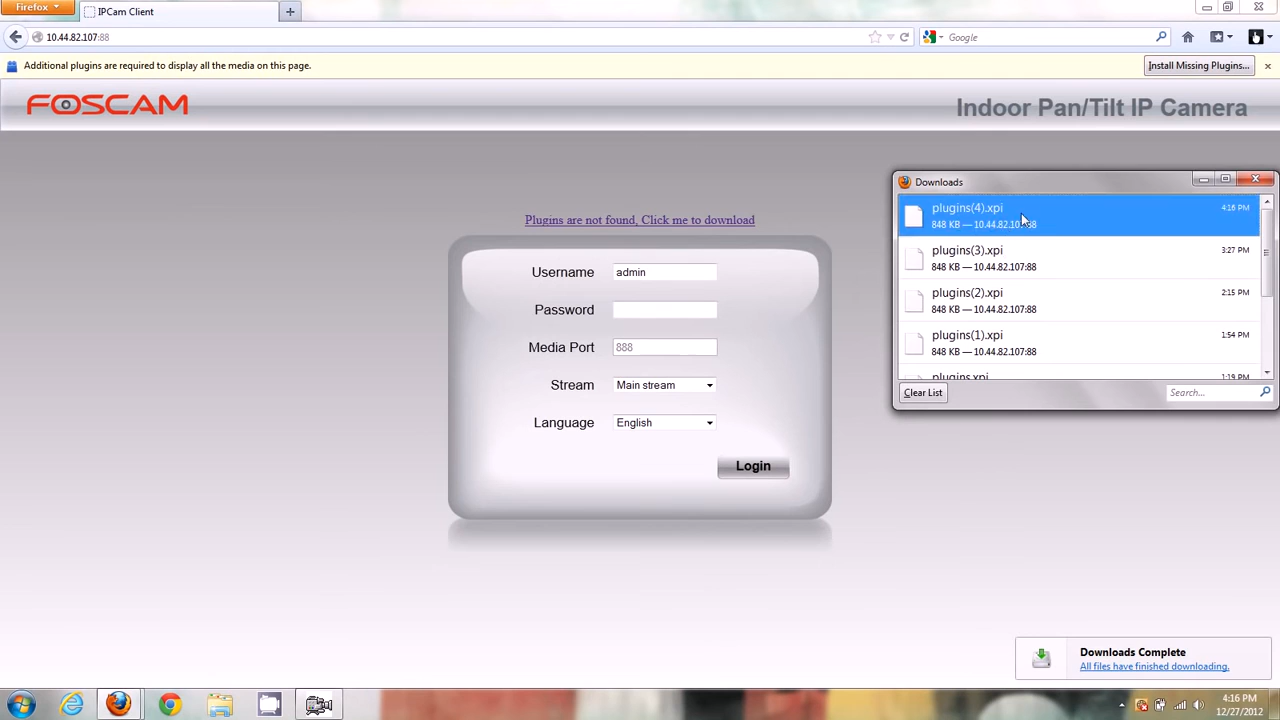 Firefox
IPCam Client
10.44.82.107:88
Google
Additional plugins are required to display all the media on this page.
Install Missing Plugins...
FOSCAM
Indoor Pan/Tilt IP Camera
Plugins are not found, Click me to download
Username
admin
Password
Media Port
888
Stream
Main stream
Language
English
Login
Downloads
plugins(4).xpi
4:16 PM
848 KB — 10.44.82.107:88
plugins(3).xpi
3:27 PM
848 KB — 10.44.82.107:88
plugins(2).xpi
2:15 PM
848 KB — 10.44.82.107:88
plugins(1).xpi
1:54 PM
848 KB — 10.44.82.107:88
plugins.xpi
1:19 PM
Clear List
Search...
Downloads Complete
All files have finished downloading.
4:16 PM
12/27/2012